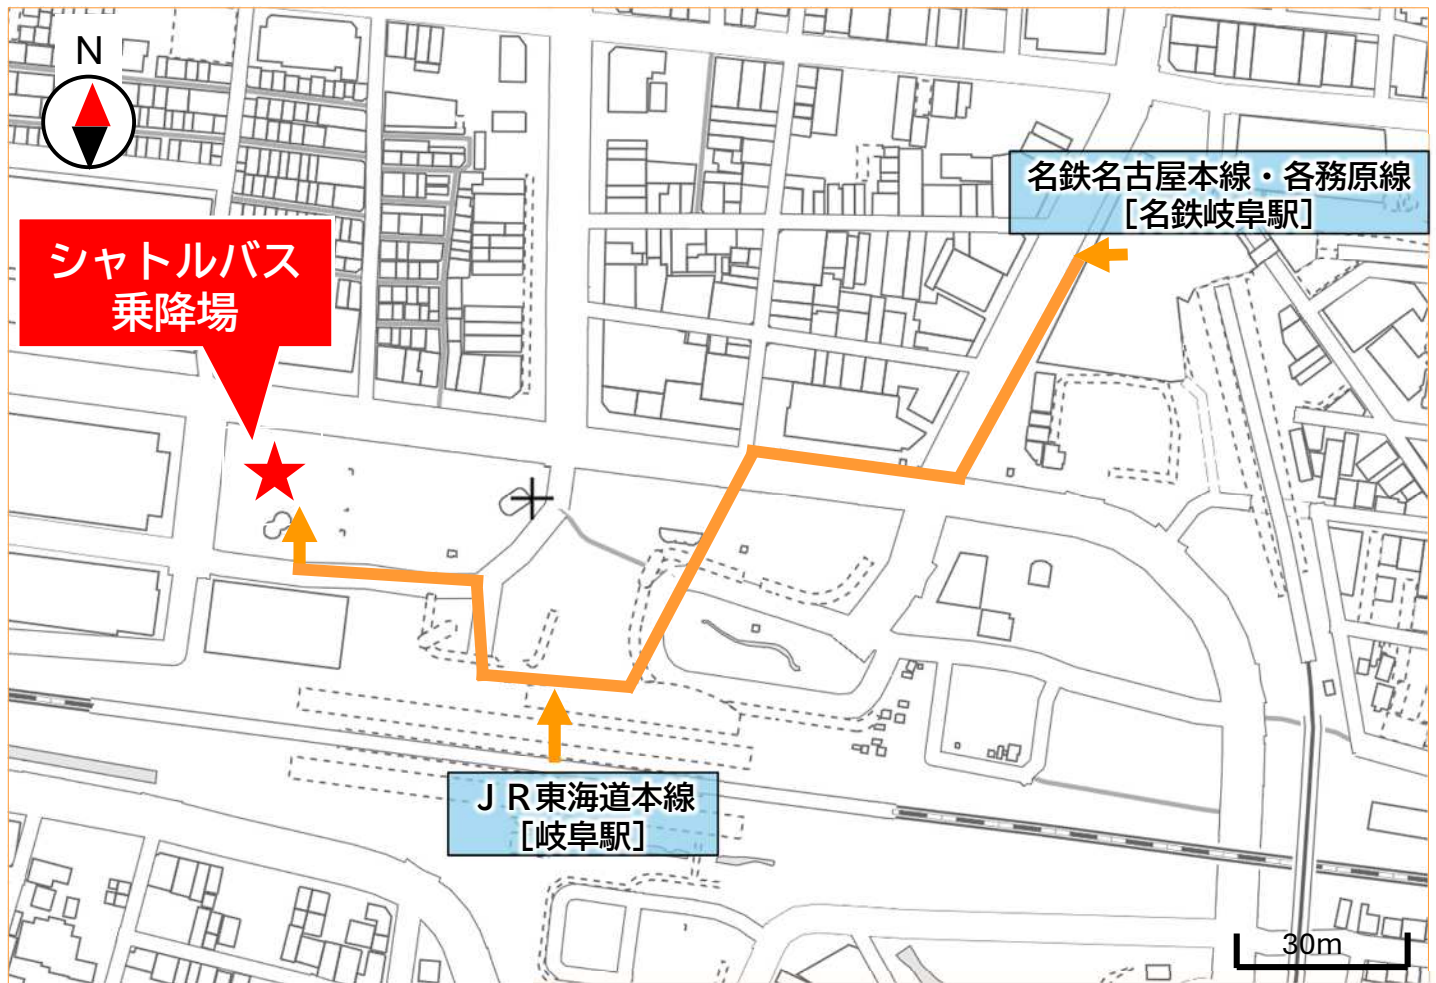 N
名鉄名古屋本線・各務原線
［名鉄岐阜駅］
シャトルバス
乗降場
ＪＲ東海道本線
［岐阜駅］
30m